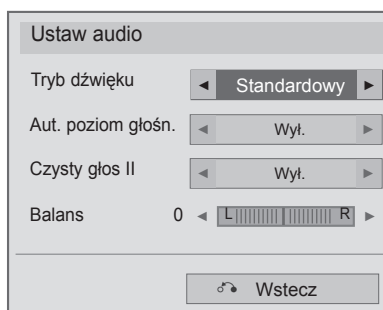 Ustaw audio
Tryb dźwięku ◄ Standardowy ►
Aut. poziom głośn. ◄ Wył. ►
Czysty głos II ◄ Wył. ►
Balans 0 ◄ L R ►
Wstecz